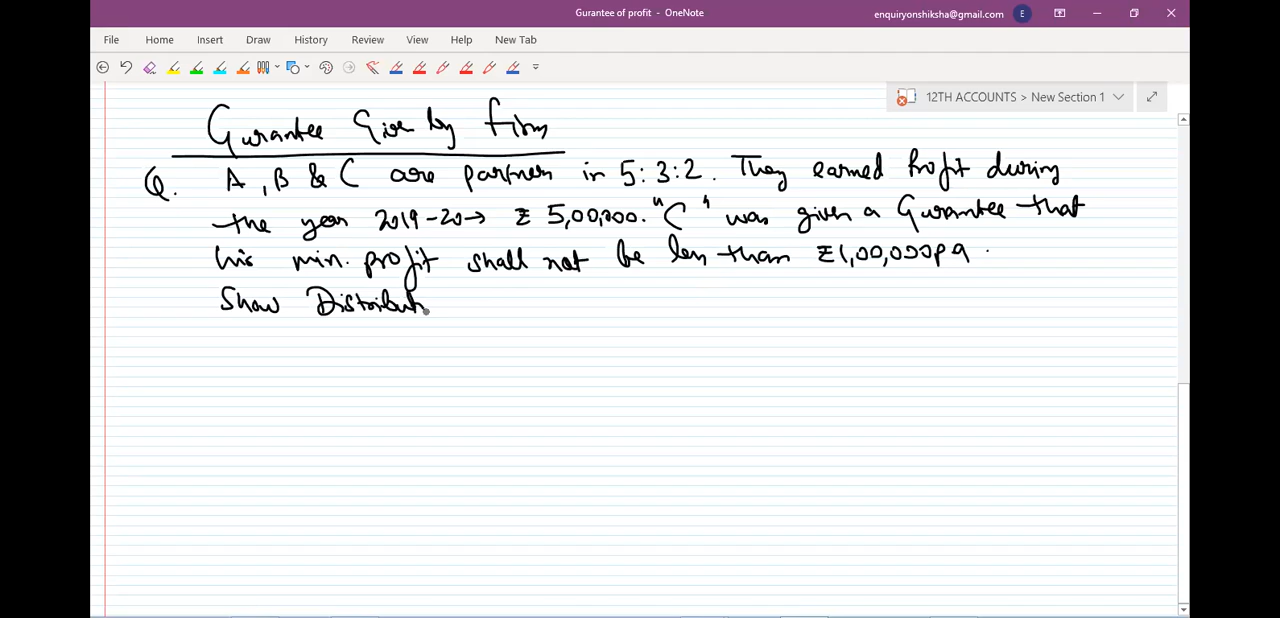 Gurantee of profit - OneNote
enquiryonshiksha@gmail.com E
File Home Insert Draw History Review View Help New Tab
12TH ACCOUNTS > New Section 1
Gurantee Given by firm
Q. A, B & C are partners in 5:3:2. They earned Profit during
the year 2019-20→ ₹ 5,00,000. "C" was given a Gurantee that
his min. profit shall not be less than ₹1,00,000 pa.
Show Distributi